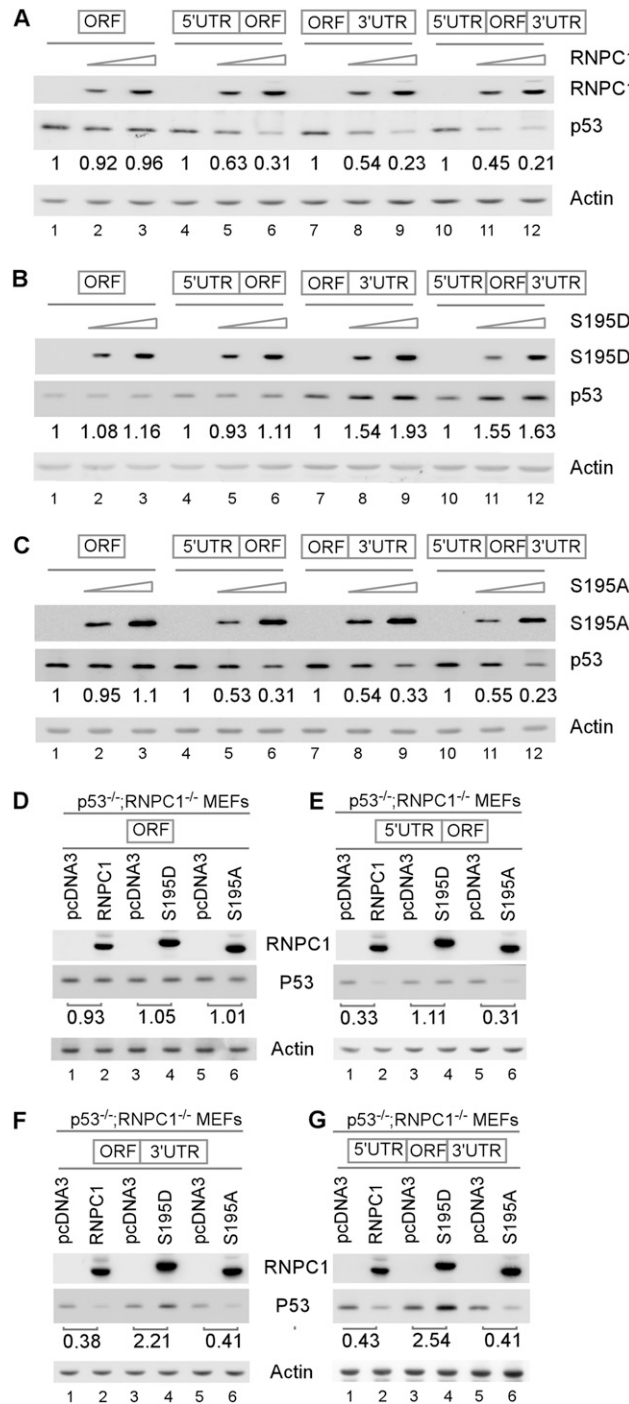 A ORF 5'UTR ORF ORF 3'UTR 5'UTR ORF 3'UTR
RNPC1
RNPC1
p53
1 0.92 0.96 1 0.63 0.31 1 0.54 0.23 1 0.45 0.21
Actin
1 2 3 4 5 6 7 8 9 10 11 12
B ORF 5'UTR ORF ORF 3'UTR 5'UTR ORF 3'UTR
S195D
S195D
p53
1 1.08 1.16 1 0.93 1.11 1 1.54 1.93 1 1.55 1.63
Actin
1 2 3 4 5 6 7 8 9 10 11 12
C ORF 5'UTR ORF ORF 3'UTR 5'UTR ORF 3'UTR
S195A
S195A
p53
1 0.95 1.1 1 0.53 0.31 1 0.54 0.33 1 0.55 0.23
Actin
1 2 3 4 5 6 7 8 9 10 11 12
D p53-/-;RNPC1-/- MEFs
ORF
pcDNA3 RNPC1 pcDNA3 S195D pcDNA3 S195A
RNPC1
P53
0.93 1.05 1.01
Actin
1 2 3 4 5 6
E p53-/-;RNPC1-/- MEFs
5'UTR ORF
pcDNA3 RNPC1 pcDNA3 S195D pcDNA3 S195A
0.33 1.11 0.31
1 2 3 4 5 6
F p53-/-;RNPC1-/- MEFs
ORF 3'UTR
pcDNA3 RNPC1 pcDNA3 S195D pcDNA3 S195A
RNPC1
P53
0.38 2.21 0.41
Actin
1 2 3 4 5 6
G p53-/-;RNPC1-/- MEFs
5'UTR ORF 3'UTR
pcDNA3 RNPC1 pcDNA3 S195D pcDNA3 S195A
0.43 2.54 0.41
1 2 3 4 5 6